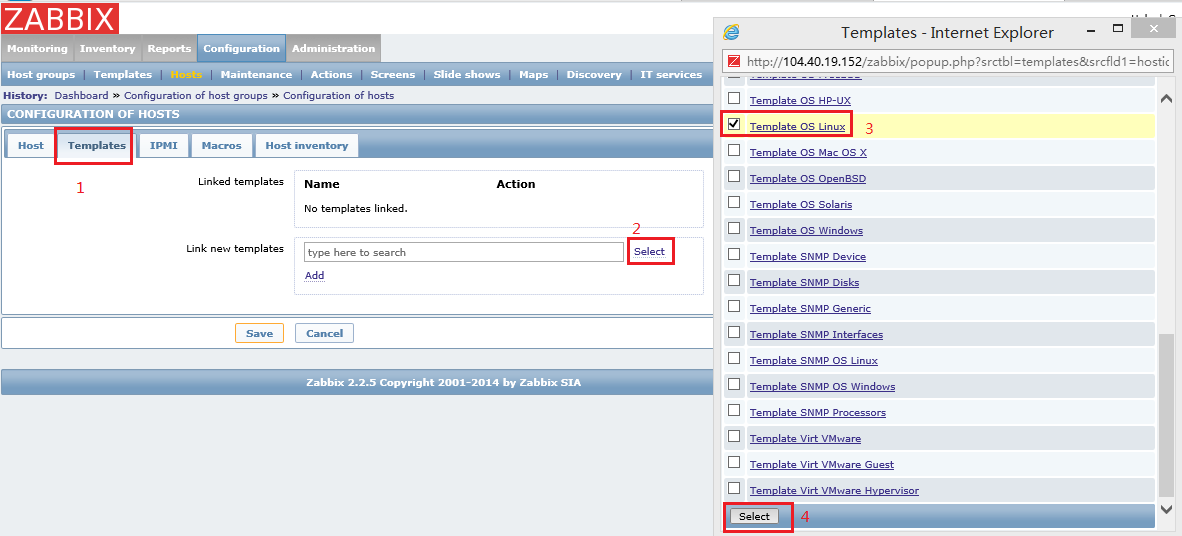 ZABBIX
Monitoring Inventory Reports Configuration Administration
Host groups Templates Hosts Maintenance Actions Screens Slide shows Maps Discovery IT services
History: Dashboard » Configuration of host groups » Configuration of hosts
CONFIGURATION OF HOSTS
Host Templates IPMI Macros Host inventory
1
Linked templates
Name Action
No templates linked.
2
Link new templates
type here to search
Select
Add
Save Cancel
Zabbix 2.2.5 Copyright 2001-2014 by Zabbix SIA
Templates - Internet Explorer
http://104.40.19.152/zabbix/popup.php?srctbl=templates&srcfld1=hostic
Template OS HP-UX
Template OS Linux
3
Template OS Mac OS X
Template OS OpenBSD
Template OS Solaris
Template OS Windows
Template SNMP Device
Template SNMP Disks
Template SNMP Generic
Template SNMP Interfaces
Template SNMP OS Linux
Template SNMP OS Windows
Template SNMP Processors
Template Virt VMware
Template Virt VMware Guest
Template Virt VMware Hypervisor
Select
4